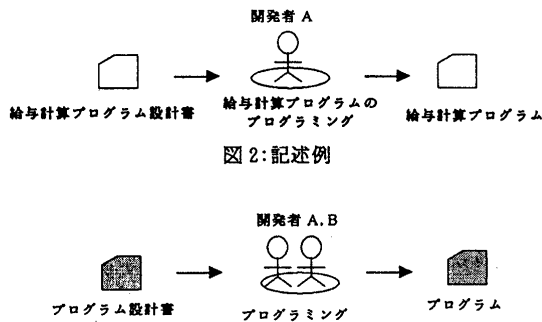 開発者 A
給与計算プログラム設計書
給与計算プログラムの
プログラミング
給与計算プログラム
図 2:記述例
開発者 A,B
プログラム設計書
プログラミング
プログラム